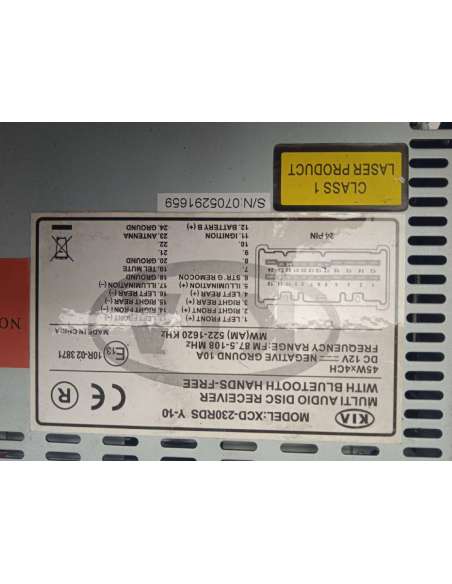 KIA
MODEL:XCD-230RDS Y-10
MULTI AUDIO DISC RECEIVER
WITH BLUETOOTH HANDS-FREE
45W×4CH
DC 12V NEGATIVE GROUND 10A
FREQUENCY RANGE:FM 87.5-108 MHz
MW(AM) 522-1620 KHz
CE R
E13 10R-02 3871
MADE IN CHINA
24 PIN
1. LEFT FRONT (+)
2. RIGHT FRONT (+)
3. RIGHT REAR (+)
4. LEFT REAR (+)
5. ILLUMINATION (+)
6. STR G REMOCON
7.
8.
9.
10.
11. IGNITION
12. BATTERY B (+)
14. RIGHT FRONT (-)
15. RIGHT REAR (-)
16. LEFT REAR (-)
17. ILLUMINATION (-)
19. TEL MUTE
20. GROUND
21.
22.
23. ANTENNA
24. GROUND
S/N:0705291659
CLASS 1
LASER PRODUCT
NO